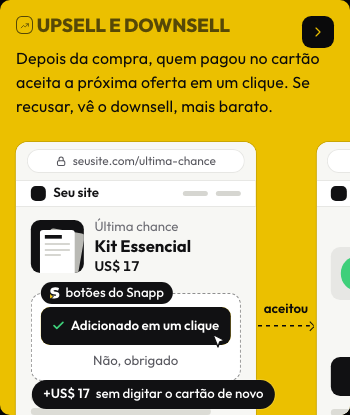 UPSELL E DOWNSELL
Depois da compra, quem pagou no cartão
aceita a próxima oferta em um clique. Se
recusar, vê o downsell, mais barato.
seusite.com/ultima-chance
Seu site
Última chance
Kit Essencial
US$ 17
botões do Snapp
Adicionado em um clique
Não, obrigado
aceitou
+US$ 17 sem digitar o cartão de novo